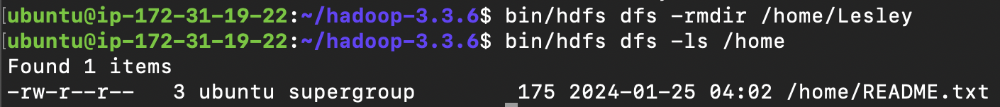 [ubuntu@ip-172-31-19-22:~/hadoop-3.3.6$ bin/hdfs dfs -rmdir /home/Lesley
[ubuntu@ip-172-31-19-22:~/hadoop-3.3.6$ bin/hdfs dfs -ls /home
Found 1 items
-rw-r--r--   3 ubuntu supergroup        175 2024-01-25 04:02 /home/README.txt